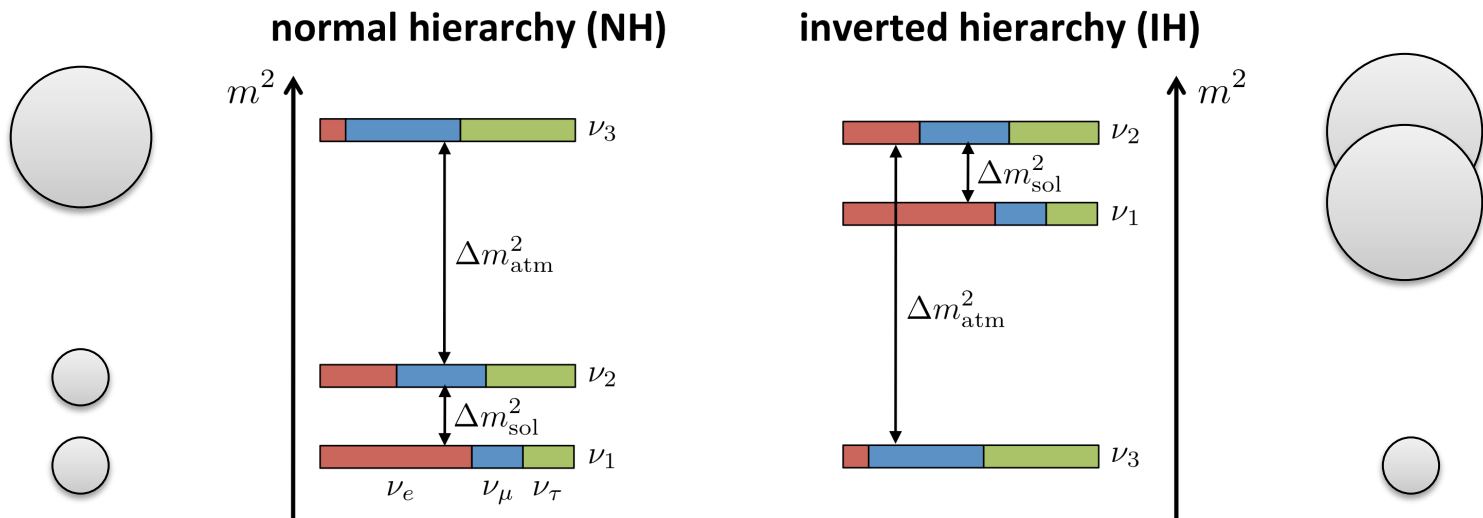 normal hierarchy (NH)
inverted hierarchy (IH)
m²
ν₃
Δm²atm
ν₂
Δm²sol
ν₁
νe νμ ντ
m²
ν₂
Δm²sol
ν₁
Δm²atm
ν₃